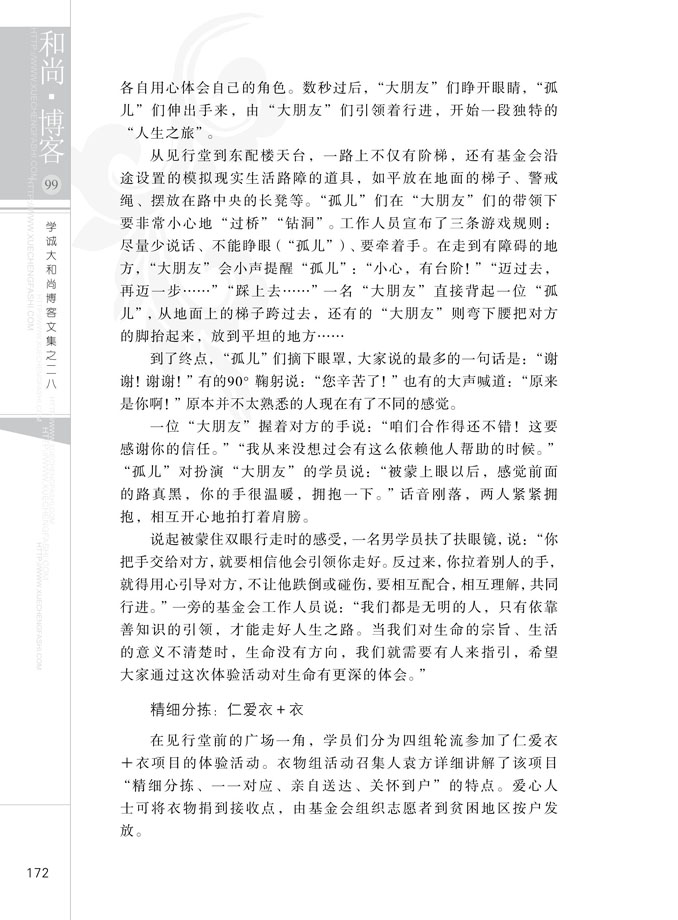 和尚·博客
99
学诚大和尚博客文集之二八
各自用心体会自己的角色。数秒过后，“大朋友”们睁开眼睛，“孤
儿”们伸出手来，由“大朋友”们引领着行进，开始一段独特的
“人生之旅”。
从见行堂到东配楼天台，一路上不仅有阶梯，还有基金会沿
途设置的模拟现实生活路障的道具，如平放在地面的梯子、警戒
绳、摆放在路中央的长凳等。“孤儿”们在“大朋友”们的带领下
要非常小心地“过桥”“钻洞”。工作人员宣布了三条游戏规则：
尽量少说话、不能睁眼（“孤儿”）、要牵着手。在走到有障碍的地
方，“大朋友”会小声提醒“孤儿”：“小心，有台阶！”“迈过去，
再迈一步……”“踩上去……”一名“大朋友”直接背起一位“孤
儿”，从地面上的梯子跨过去，还有的“大朋友”则弯下腰把对方
的脚抬起来，放到平坦的地方……
到了终点，“孤儿”们摘下眼罩，大家说的最多的一句话是：“谢
谢！谢谢！”有的90°鞠躬说：“您辛苦了！”也有的大声喊道：“原来
是你啊！”原本并不太熟悉的人现在有了不同的感觉。
一位“大朋友”握着对方的手说：“咱们合作得还不错！这要
感谢你的信任。”“我从来没想过会有这么依赖他人帮助的时候。”
“孤儿”对扮演“大朋友”的学员说：“被蒙上眼以后，感觉前面
的路真黑，你的手很温暖，拥抱一下。”话音刚落，两人紧紧拥
抱，相互开心地拍打着肩膀。
说起被蒙住双眼行走时的感受，一名男学员扶了扶眼镜，说：“你
把手交给对方，就要相信他会引领你走好。反过来，你拉着别人的手，
就得用心引导对方，不让他跌倒或碰伤，要相互配合，相互理解，共同
行进。”一旁的基金会工作人员说：“我们都是无明的人，只有依靠
善知识的引领，才能走好人生之路。当我们对生命的宗旨、生活
的意义不清楚时，生命没有方向，我们就需要有人来指引，希望
大家通过这次体验活动对生命有更深的体会。”
精细分拣：仁爱衣＋衣
在见行堂前的广场一角，学员们分为四组轮流参加了仁爱衣
＋衣项目的体验活动。衣物组活动召集人袁方详细讲解了该项目
“精细分拣、一一对应、亲自送达、关怀到户”的特点。爱心人
士可将衣物捐到接收点，由基金会组织志愿者到贫困地区按户发
放。
172